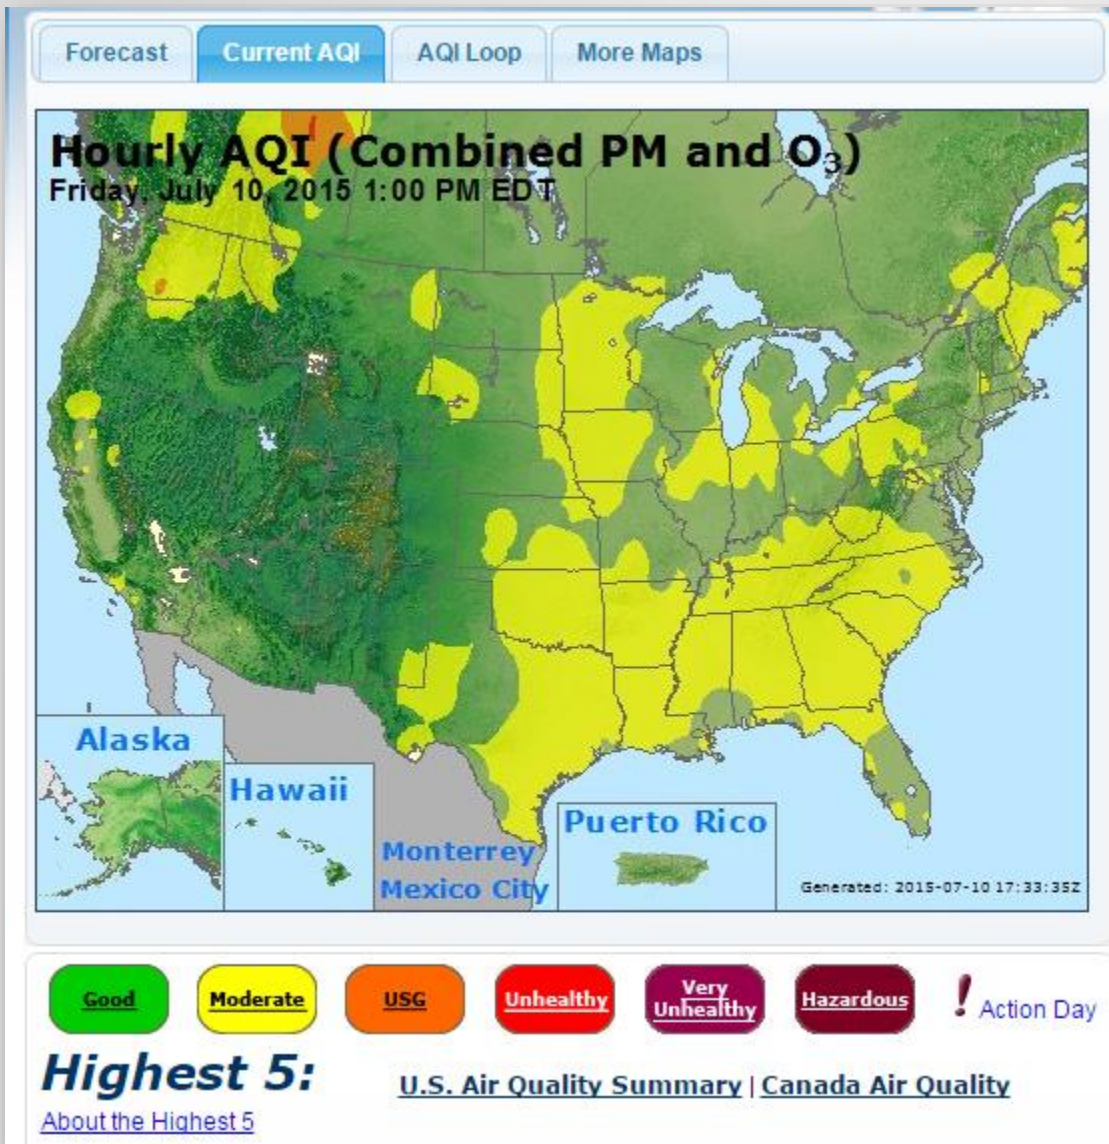 Forecast
Current AQI
AQI Loop
More Maps
Hourly AQI (Combined PM and O₃)
Friday, July 10, 2015 1:00 PM EDT
Alaska
Hawaii
Monterrey
Mexico City
Puerto Rico
Generated: 2015-07-10 17:33:35Z
Good
Moderate
USG
Unhealthy
Very
Unhealthy
Hazardous
! Action Day
Highest 5:
U.S. Air Quality Summary | Canada Air Quality
About the Highest 5